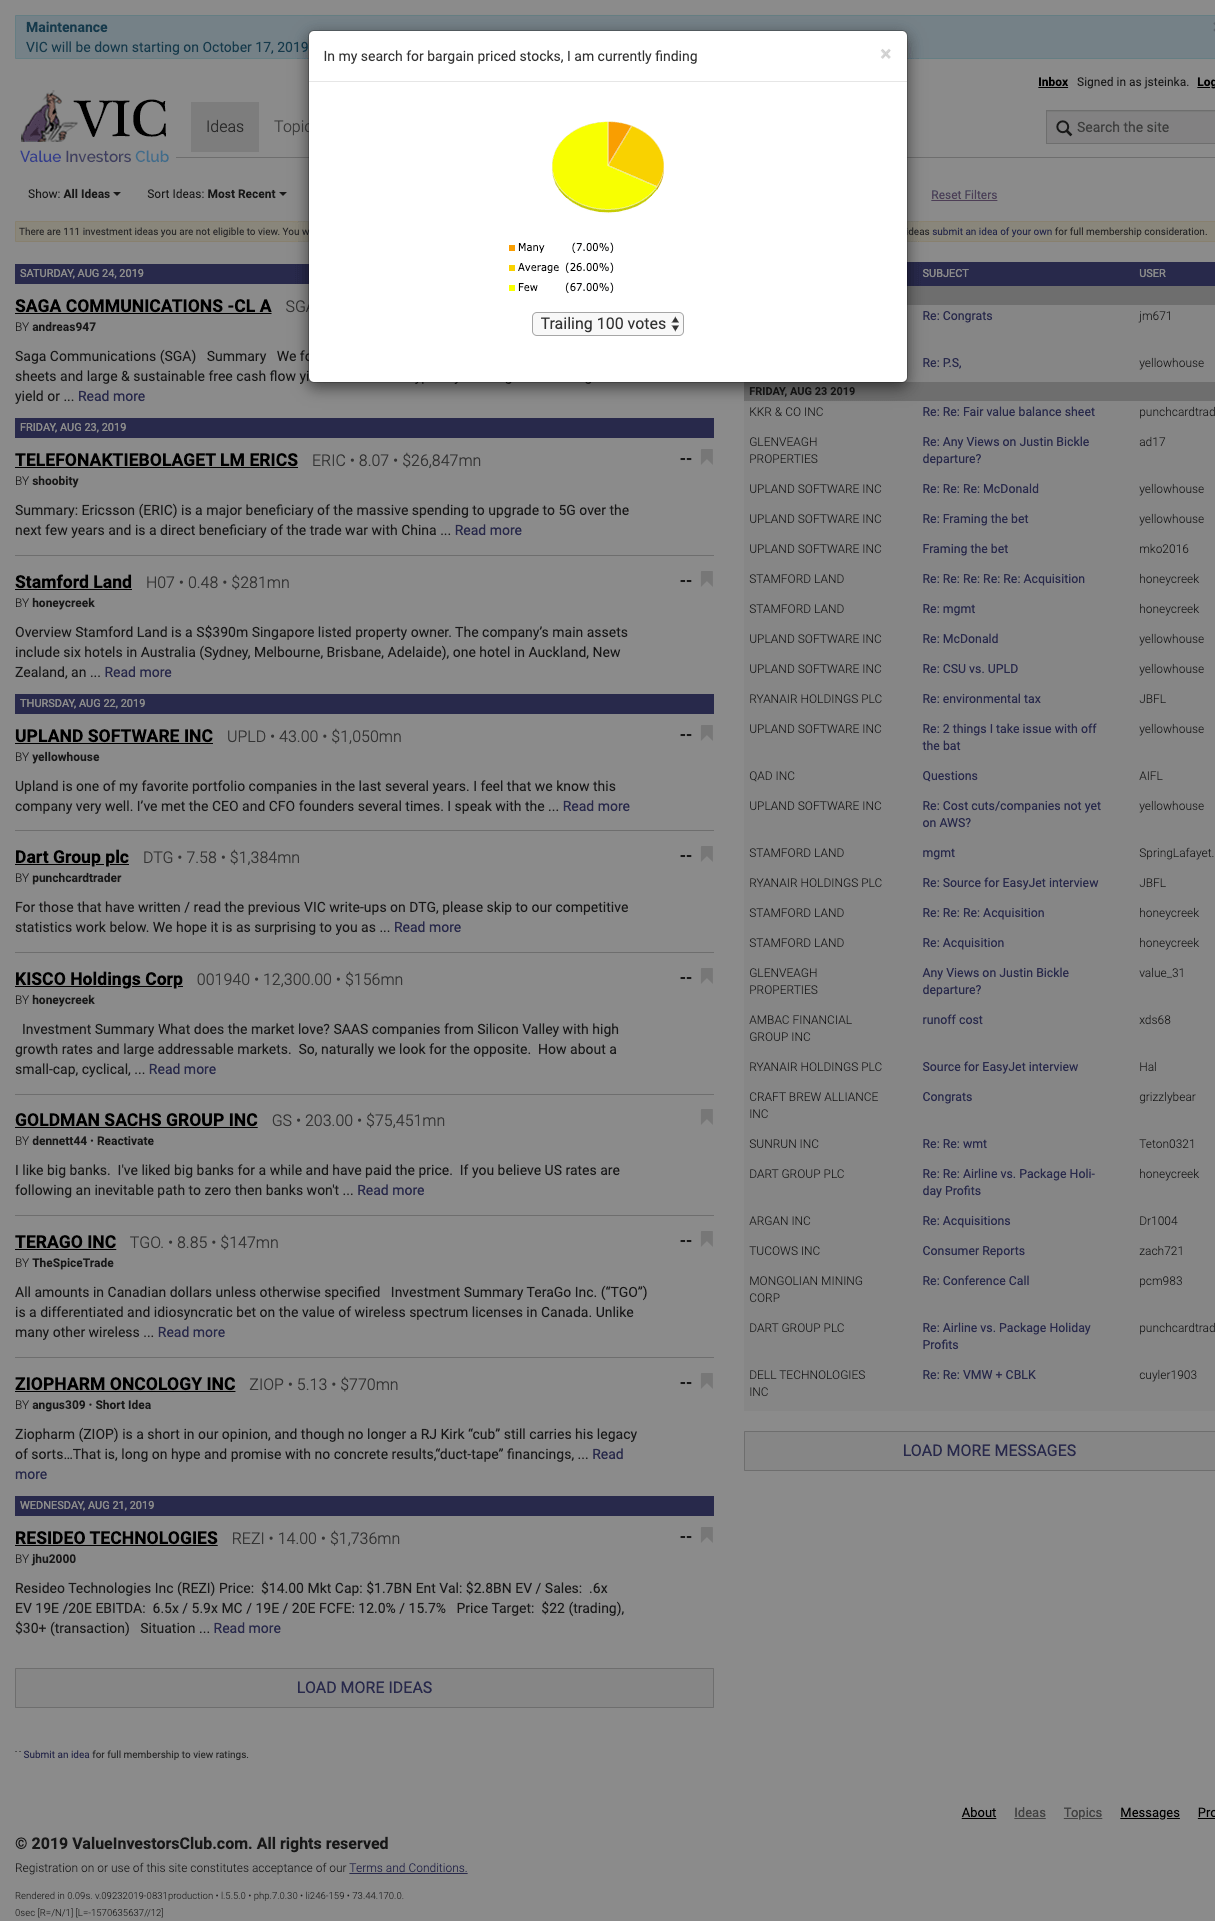 Maintenance
VIC will be down starting on October 17, 2019
In my search for bargain priced stocks, I am currently finding
×
Many (7.00%)
Average (26.00%)
Few (67.00%)
Trailing 100 votes
Inbox Signed in as jsteinka.
VIC
Value Investors Club
Ideas
Search the site
Show: All Ideas
Sort Ideas: Most Recent
Reset Filters
There are 111 investment ideas you are not eligible to view. You
submit an idea of your own for full membership consideration.
SATURDAY, AUG 24, 2019
SAGA COMMUNICATIONS -CL A
BY andreas947
Saga Communications (SGA) Summary We
sheets and large & sustainable free cash flow
yield or ... Read more
FRIDAY, AUG 23, 2019
TELEFONAKTIEBOLAGET LM ERICS ERIC • 8.07 • $26,847mn --
BY shoobity
Summary: Ericsson (ERIC) is a major beneficiary of the massive spending to upgrade to 5G over the
next few years and is a direct beneficiary of the trade war with China ... Read more
Stamford Land H07 • 0.48 • $281mn --
BY honeycreek
Overview Stamford Land is a S$390m Singapore listed property owner. The company’s main assets
include six hotels in Australia (Sydney, Melbourne, Brisbane, Adelaide), one hotel in Auckland, New
Zealand, an ... Read more
THURSDAY, AUG 22, 2019
UPLAND SOFTWARE INC UPLD • 43.00 • $1,050mn --
BY yellowhouse
Upland is one of my favorite portfolio companies in the last several years. I feel that we know this
company very well. I’ve met the CEO and CFO founders several times. I speak with the ... Read more
Dart Group plc DTG • 7.58 • $1,384mn --
BY punchcardtrader
For those that have written / read the previous VIC write-ups on DTG, please skip to our competitive
statistics work below. We hope it is as surprising to you as ... Read more
KISCO Holdings Corp 001940 • 12,300.00 • $156mn --
BY honeycreek
Investment Summary What does the market love? SAAS companies from Silicon Valley with high
growth rates and large addressable markets. So, naturally we look for the opposite. How about a
small-cap, cyclical, ... Read more
GOLDMAN SACHS GROUP INC GS • 203.00 • $75,451mn
BY dennett44 • Reactivate
I like big banks. I've liked big banks for a while and have paid the price. If you believe US rates are
following an inevitable path to zero then banks won't ... Read more
TERAGO INC TGO. • 8.85 • $147mn --
BY TheSpiceTrade
All amounts in Canadian dollars unless otherwise specified Investment Summary TeraGo Inc. (“TGO”)
is a differentiated and idiosyncratic bet on the value of wireless spectrum licenses in Canada. Unlike
many other wireless ... Read more
ZIOPHARM ONCOLOGY INC ZIOP • 5.13 • $770mn --
BY angus309 • Short Idea
Ziopharm (ZIOP) is a short in our opinion, and though no longer a RJ Kirk “cub” still carries his legacy
of sorts…That is, long on hype and promise with no concrete results,“duct-tape” financings, ... Read
more
WEDNESDAY, AUG 21, 2019
RESIDEO TECHNOLOGIES REZI • 14.00 • $1,736mn --
BY jhu2000
Resideo Technologies Inc (REZI) Price: $14.00 Mkt Cap: $1.7BN Ent Val: $2.8BN EV / Sales: .6x
EV 19E /20E EBITDA: 6.5x / 5.9x MC / 19E / 20E FCFE: 12.0% / 15.7% Price Target: $22 (trading),
$30+ (transaction) Situation ... Read more
LOAD MORE IDEAS
SUBJECT USER
Re: Congrats jm671
Re: P.S, yellowhouse
FRIDAY, AUG 23 2019
KKR & CO INC Re: Re: Fair value balance sheet punchcardtrad
GLENVEAGH Re: Any Views on Justin Bickle ad17
PROPERTIES departure?
UPLAND SOFTWARE INC Re: Re: Re: McDonald yellowhouse
UPLAND SOFTWARE INC Re: Framing the bet yellowhouse
UPLAND SOFTWARE INC Framing the bet mko2016
STAMFORD LAND Re: Re: Re: Re: Re: Acquisition honeycreek
STAMFORD LAND Re: mgmt honeycreek
UPLAND SOFTWARE INC Re: McDonald yellowhouse
UPLAND SOFTWARE INC Re: CSU vs. UPLD yellowhouse
RYANAIR HOLDINGS PLC Re: environmental tax JBFL
UPLAND SOFTWARE INC Re: 2 things I take issue with off yellowhouse
the bat
QAD INC Questions AIFL
UPLAND SOFTWARE INC Re: Cost cuts/companies not yet yellowhouse
on AWS?
STAMFORD LAND mgmt SpringLafayet.
RYANAIR HOLDINGS PLC Re: Source for EasyJet interview JBFL
STAMFORD LAND Re: Re: Re: Acquisition honeycreek
STAMFORD LAND Re: Acquisition honeycreek
GLENVEAGH Any Views on Justin Bickle value_31
PROPERTIES departure?
AMBAC FINANCIAL runoff cost xds68
GROUP INC
RYANAIR HOLDINGS PLC Source for EasyJet interview Hal
CRAFT BREW ALLIANCE Congrats grizzlybear
INC
SUNRUN INC Re: Re: wmt Teton0321
DART GROUP PLC Re: Re: Airline vs. Package Holi- honeycreek
day Profits
ARGAN INC Re: Acquisitions Dr1004
TUCOWS INC Consumer Reports zach721
MONGOLIAN MINING Re: Conference Call pcm983
CORP
DART GROUP PLC Re: Airline vs. Package Holiday punchcardtrad
Profits
DELL TECHNOLOGIES Re: Re: VMW + CBLK cuyler1903
INC
LOAD MORE MESSAGES
-- Submit an idea for full membership to view ratings.
About Ideas Topics Messages
© 2019 ValueInvestorsClub.com. All rights reserved
Registration on or use of this site constitutes acceptance of our Terms and Conditions.
Rendered in 0.09s. v.09232019-0831production • l.5.5.0 • php.7.0.30 • li246-159 • 73.44.170.0.
0sec [R=/N/1] [L=-1570635637//12]